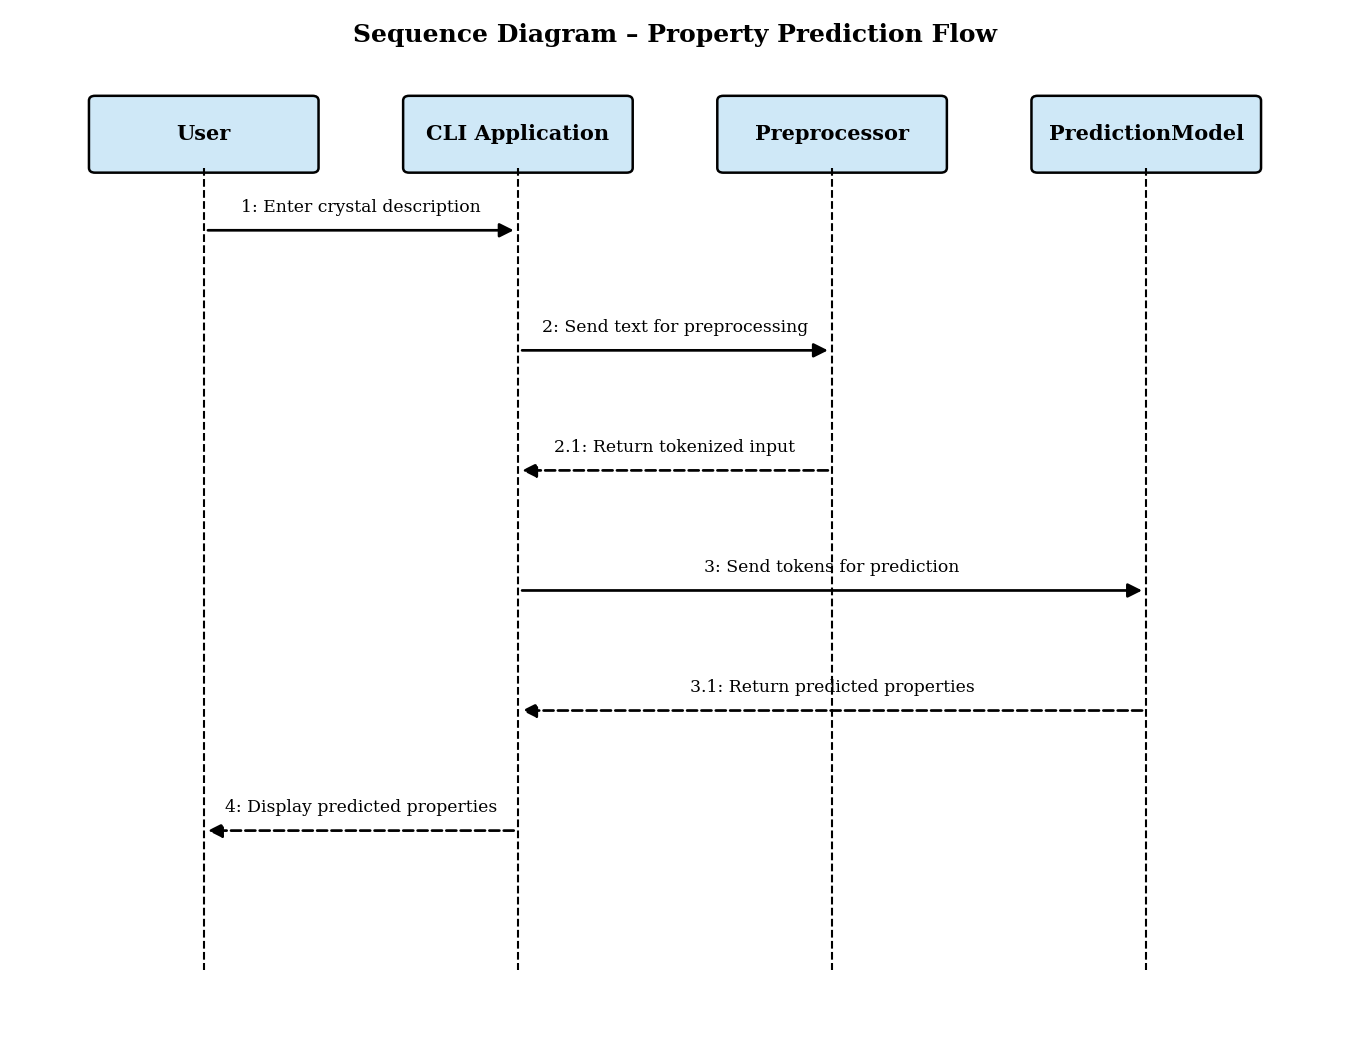 Sequence Diagram – Property Prediction Flow
User
CLI Application
Preprocessor
PredictionModel
1: Enter crystal description
2: Send text for preprocessing
2.1: Return tokenized input
3: Send tokens for prediction
3.1: Return predicted properties
4: Display predicted properties